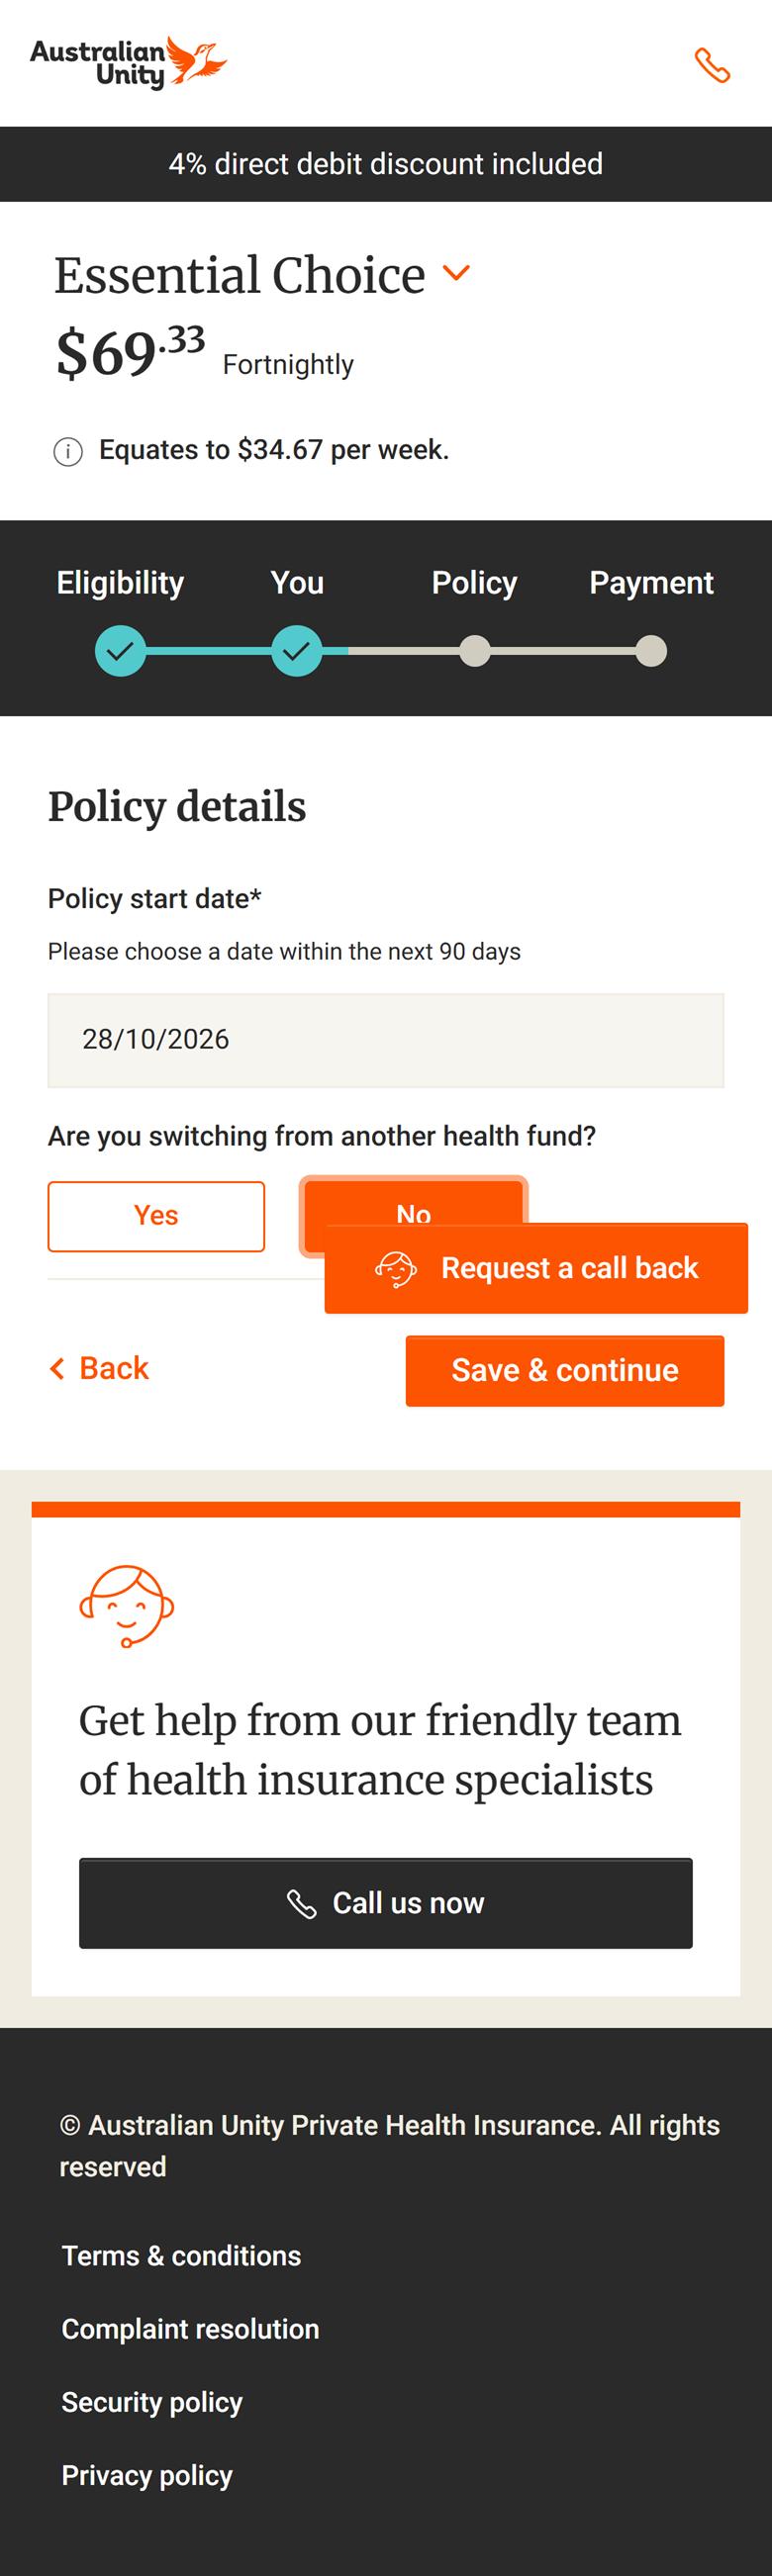 Australian
Unity
4% direct debit discount included
Essential Choice
$69.33 Fortnightly
Equates to $34.67 per week.
Eligibility You Policy Payment
Policy details
Policy start date*
Please choose a date within the next 90 days
28/10/2026
Are you switching from another health fund?
Yes No
Request a call back
Back Save & continue
Get help from our friendly team
of health insurance specialists
Call us now
© Australian Unity Private Health Insurance. All rights
reserved
Terms & conditions
Complaint resolution
Security policy
Privacy policy